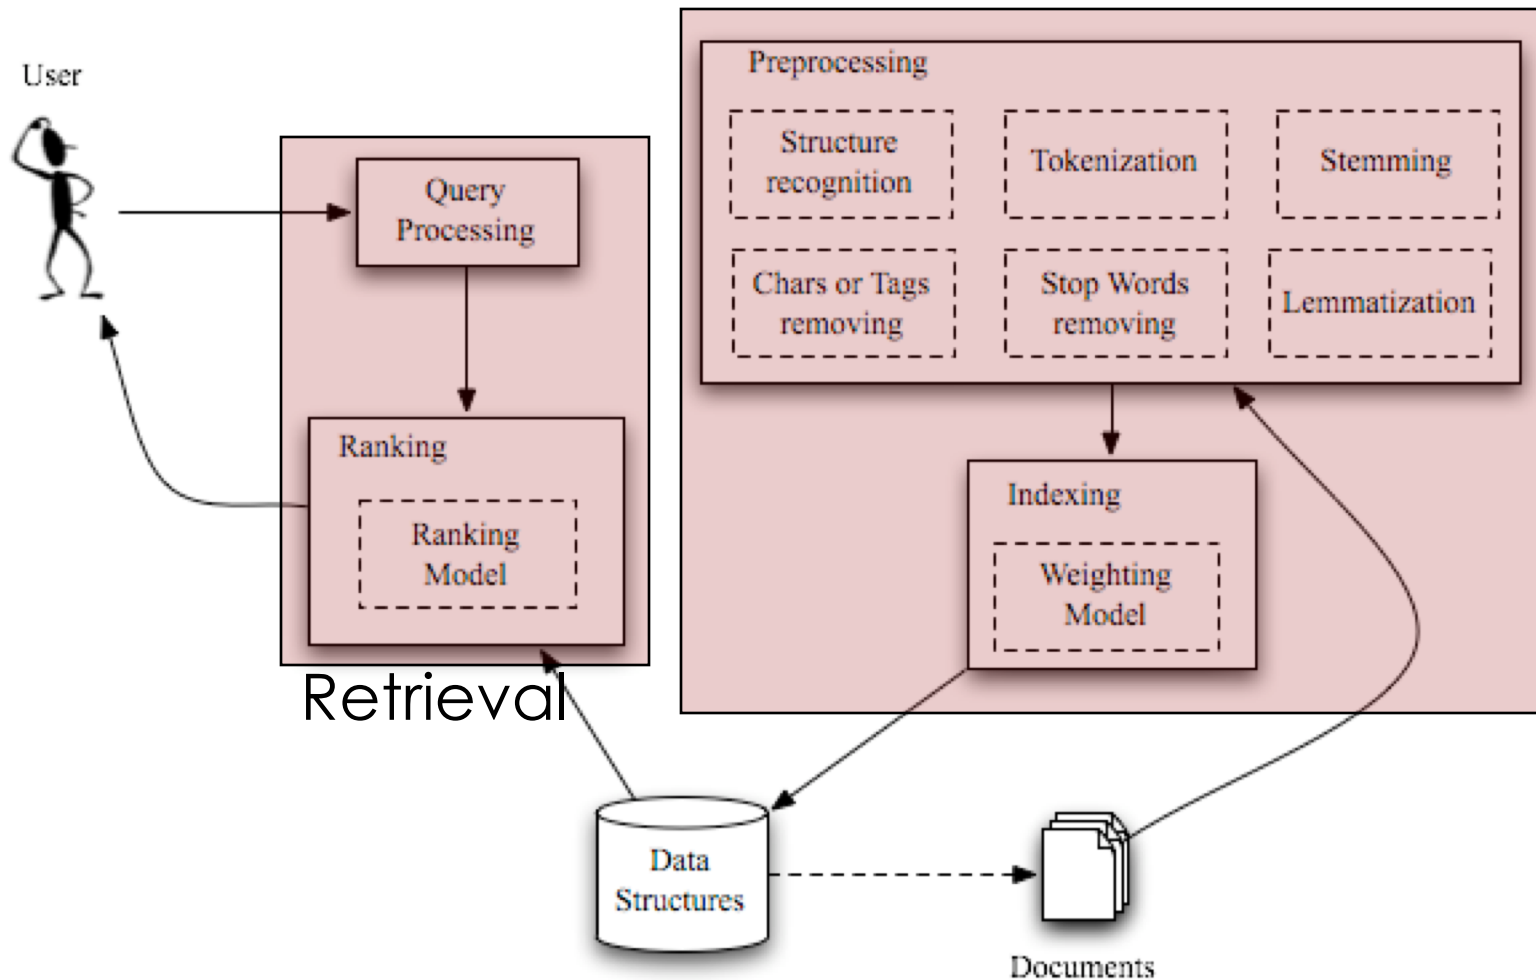 User
Query
Processing
Ranking
Ranking
Model
Retrieval
Preprocessing
Structure
recognition
Tokenization
Stemming
Chars or Tags
removing
Stop Words
removing
Lemmatization
Indexing
Weighting
Model
Data
Structures
Documents